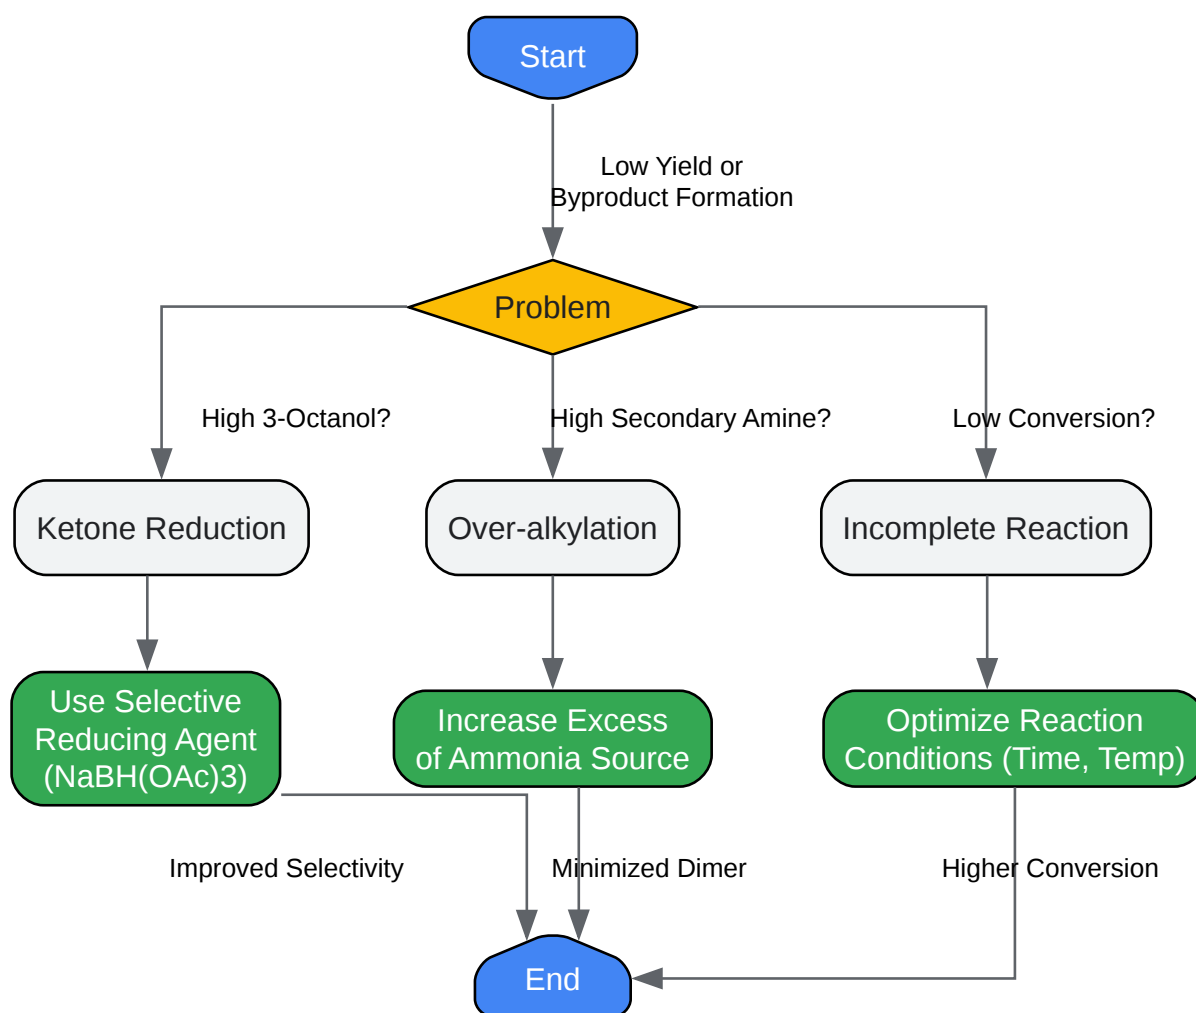 Start
Low Yield or
Byproduct Formation
Problem
High 3-Octanol?
High Secondary Amine?
Low Conversion?
Ketone Reduction
Over-alkylation
Incomplete Reaction
Use Selective
Reducing Agent
(NaBH(OAc)3)
Increase Excess
of Ammonia Source
Optimize Reaction
Conditions (Time, Temp)
Improved Selectivity
Minimized Dimer
Higher Conversion
End